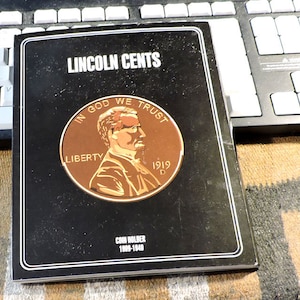 LINCOLN CENTS
IN GOD WE TRUST
LIBERTY
1919
D
COIN HOLDER
1909-1940